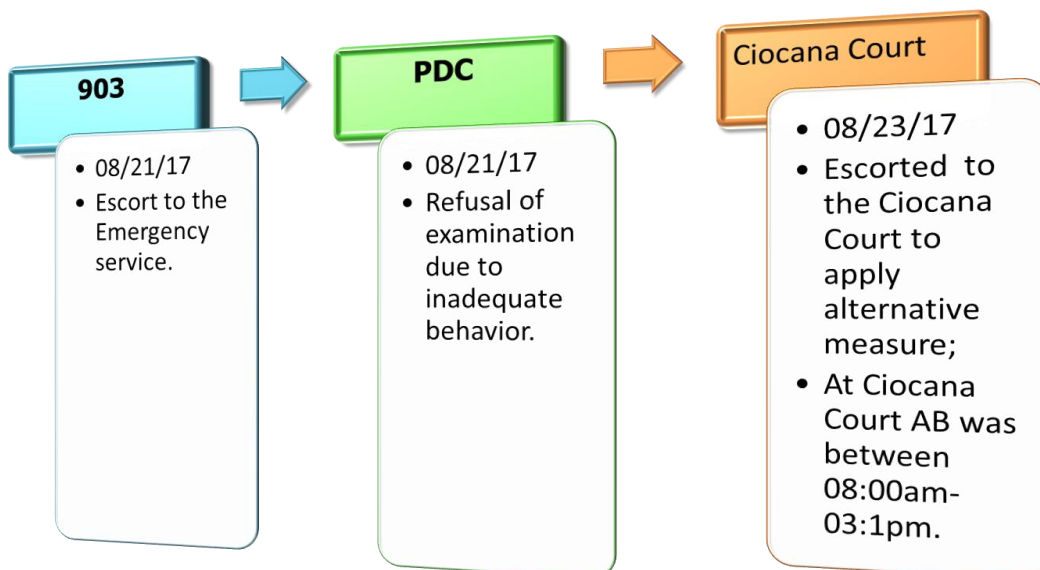 903
• 08/21/17
• Escort to the
Emergency
service.
PDC
• 08/21/17
• Refusal of
examination
due to
inadequate
behavior.
Ciocana Court
• 08/23/17
• Escorted to
the Ciocana
Court to
apply
alternative
measure;
• At Ciocana
Court AB was
between
08:00am-
03:1pm.